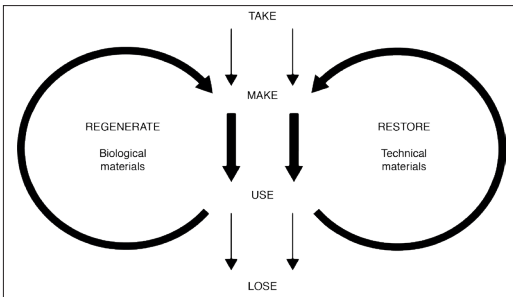 TAKE
MAKE
REGENERATE
Biological
materials
RESTORE
Technical
materials
USE
LOSE